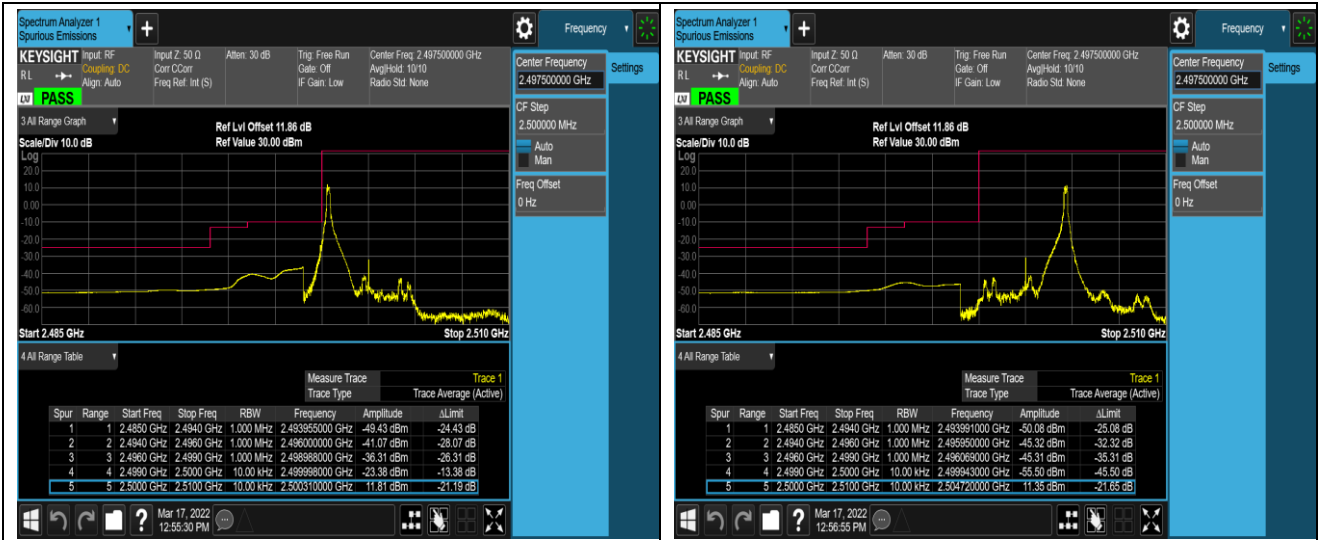 Spectrum Analyzer 1
Spurious Emissions
+
Frequency
KEYSIGHT
Input: RF
Coupling: DC
Align: Auto
Input Z: 50 Ω
Corr CCorr
Freq Ref: Int (S)
Atten: 30 dB
Trig: Free Run
Gate: Off
IF Gain: Low
Center Freq: 2.497500000 GHz
Avg|Hold: 10/10
Radio Std: None
RL
LXI
PASS
Center Frequency
2.497500000 GHz
Settings
CF Step
2.500000 MHz
Auto
Man
Freq Offset
0 Hz
3 All Range Graph
Ref Lvl Offset 11.86 dB
Scale/Div 10.0 dB
Ref Value 30.00 dBm
Log
20.0
10.0
0.00
-10.0
-20.0
-30.0
-40.0
-50.0
-60.0
Start 2.485 GHz
Stop 2.510 GHz
4 All Range Table
Measure Trace Trace 1
Trace Type Trace Average (Active)
Spur Range Start Freq Stop Freq RBW Frequency Amplitude ΔLimit
1 1 2.4850 GHz 2.4940 GHz 1.000 MHz 2.493955000 GHz -49.43 dBm -24.43 dB
2 2 2.4940 GHz 2.4960 GHz 1.000 MHz 2.496000000 GHz -41.07 dBm -28.07 dB
3 3 2.4960 GHz 2.4990 GHz 1.000 MHz 2.498988000 GHz -36.31 dBm -26.31 dB
4 4 2.4990 GHz 2.5000 GHz 10.00 kHz 2.499998000 GHz -23.38 dBm -13.38 dB
5 5 2.5000 GHz 2.5100 GHz 10.00 kHz 2.500310000 GHz 11.81 dBm -21.19 dB
?
Mar 17, 2022
12:55:30 PM
Spectrum Analyzer 1
Spurious Emissions
+
Frequency
KEYSIGHT
Input: RF
Coupling: DC
Align: Auto
Input Z: 50 Ω
Corr CCorr
Freq Ref: Int (S)
Atten: 30 dB
Trig: Free Run
Gate: Off
IF Gain: Low
Center Freq: 2.497500000 GHz
Avg|Hold: 10/10
Radio Std: None
RL
LXI
PASS
Center Frequency
2.497500000 GHz
Settings
CF Step
2.500000 MHz
Auto
Man
Freq Offset
0 Hz
3 All Range Graph
Ref Lvl Offset 11.86 dB
Scale/Div 10.0 dB
Ref Value 30.00 dBm
Log
20.0
10.0
0.00
-10.0
-20.0
-30.0
-40.0
-50.0
-60.0
Start 2.485 GHz
Stop 2.510 GHz
4 All Range Table
Measure Trace Trace 1
Trace Type Trace Average (Active)
Spur Range Start Freq Stop Freq RBW Frequency Amplitude ΔLimit
1 1 2.4850 GHz 2.4940 GHz 1.000 MHz 2.493991000 GHz -50.08 dBm -25.08 dB
2 2 2.4940 GHz 2.4960 GHz 1.000 MHz 2.495950000 GHz -45.32 dBm -32.32 dB
3 3 2.4960 GHz 2.4990 GHz 1.000 MHz 2.496069000 GHz -45.31 dBm -35.31 dB
4 4 2.4990 GHz 2.5000 GHz 10.00 kHz 2.499943000 GHz -55.50 dBm -45.50 dB
5 5 2.5000 GHz 2.5100 GHz 10.00 kHz 2.504720000 GHz 11.35 dBm -21.65 dB
?
Mar 17, 2022
12:56:55 PM